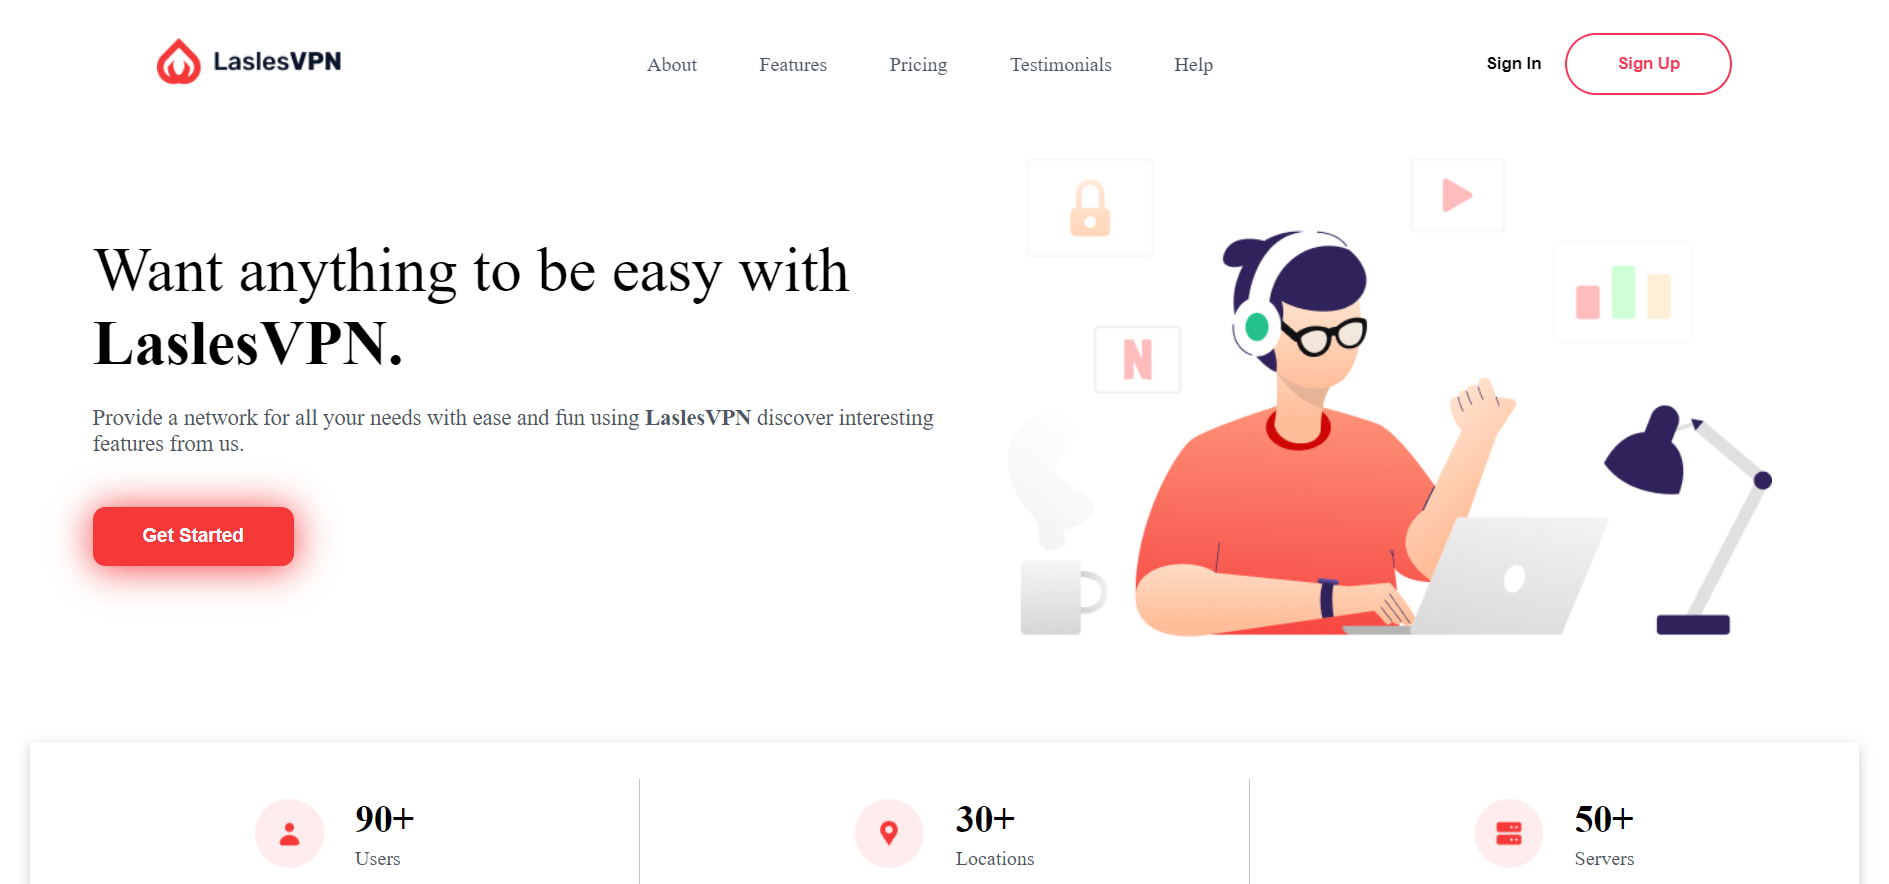 LaslesVPN
About Features Pricing Testimonials Help
Sign In Sign Up
Want anything to be easy with
LaslesVPN.
Provide a network for all your needs with ease and fun using LaslesVPN discover interesting
features from us.
Get Started
N
90+
Users
30+
Locations
50+
Servers